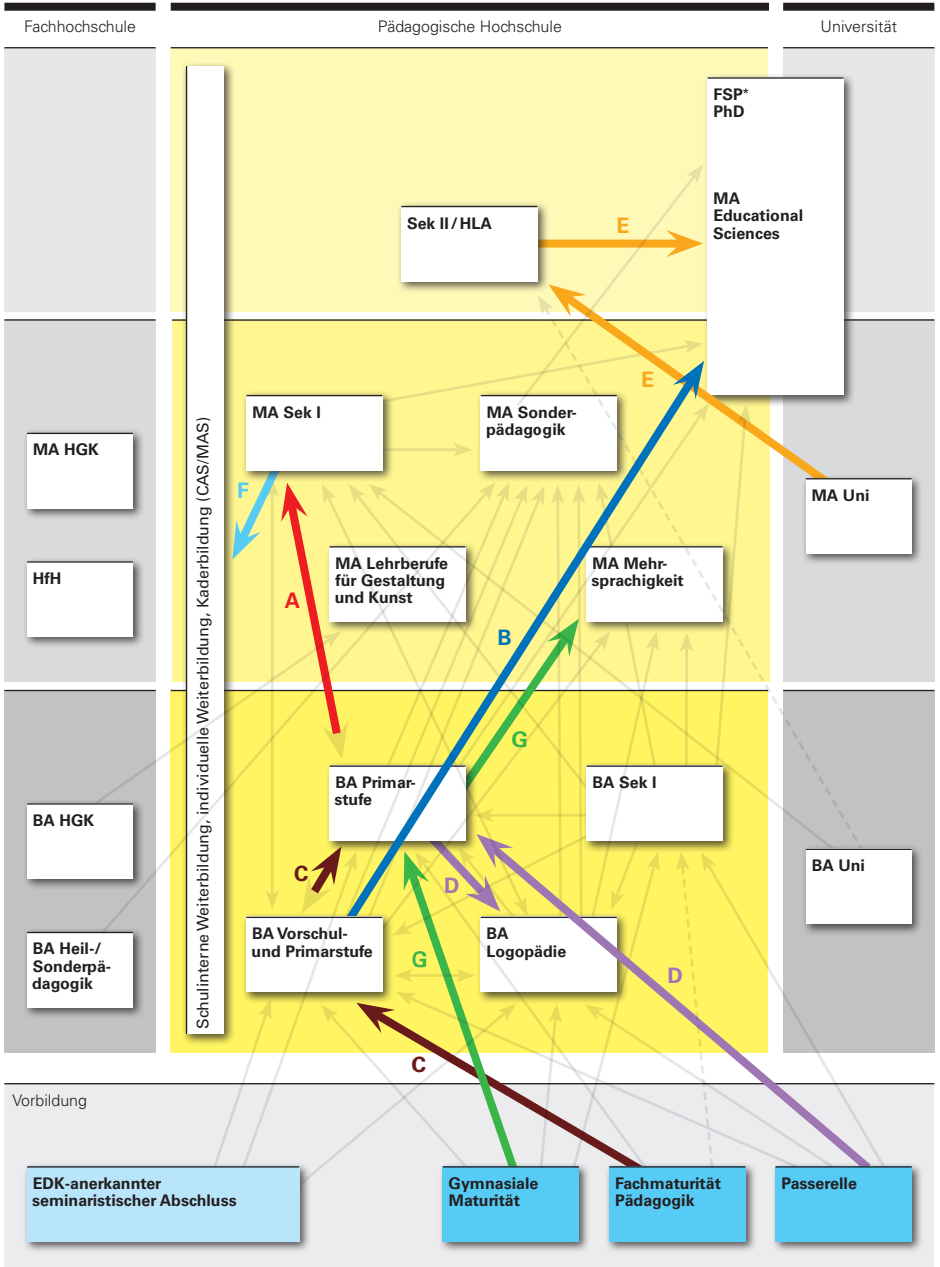 Fachhochschule
Pädagogische Hochschule
Universität
FSP*
PhD
MA
Educational
Sciences
Sek II / HLA
E
E
MA Sek I
MA Sonder-
pädagogik
MA HGK
MA Uni
F
HfH
MA Lehrberufe
für Gestaltung
und Kunst
MA Mehr-
sprachigkeit
A
B
Schulinterne Weiterbildung, individuelle Weiterbildung, Kaderbildung (CAS/MAS)
G
BA Primar-
stufe
BA Sek I
BA HGK
BA Uni
C
D
BA Vorschul-
und Primarstufe
BA
Logopädie
BA Heil-/
Sonderpä-
dagogik
G
D
C
Vorbildung
EDK-anerkannter
seminaristischer Abschluss
Gymnasiale
Maturität
Fachmaturität
Pädagogik
Passerelle